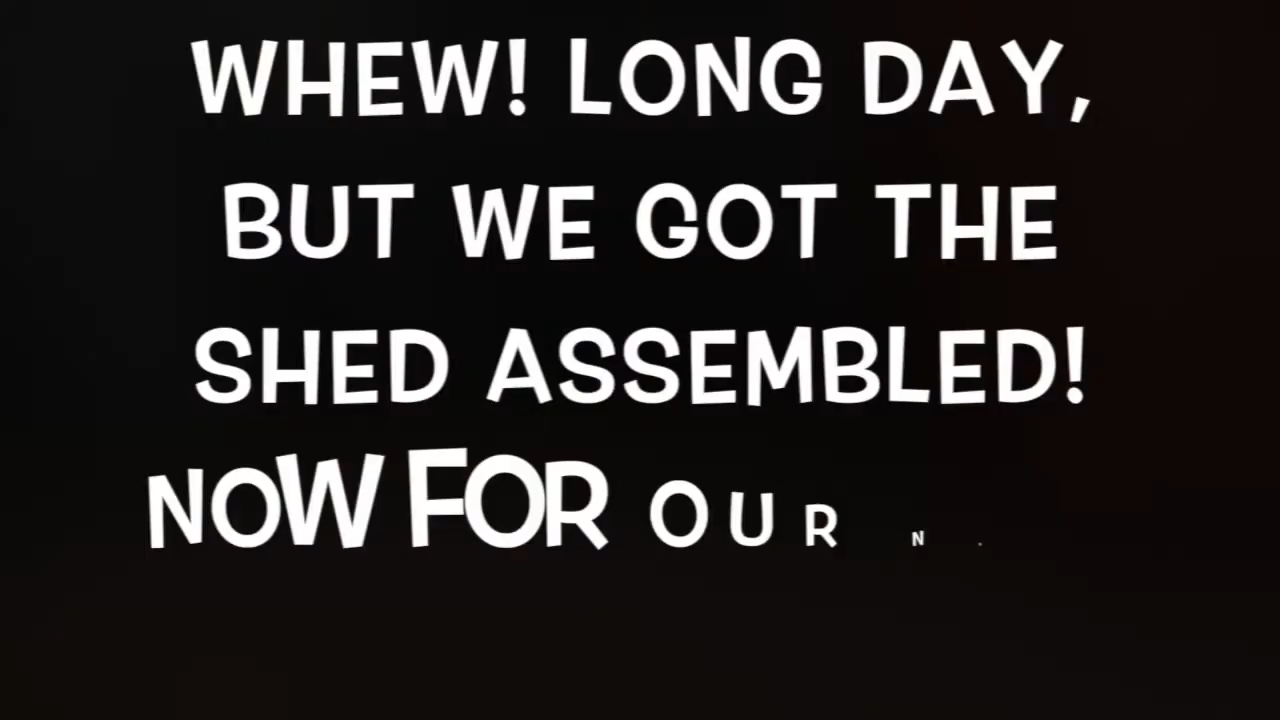 WHEW! LONG DAY,
BUT WE GOT THE
SHED ASSEMBLED!
NOW FOR OUR N